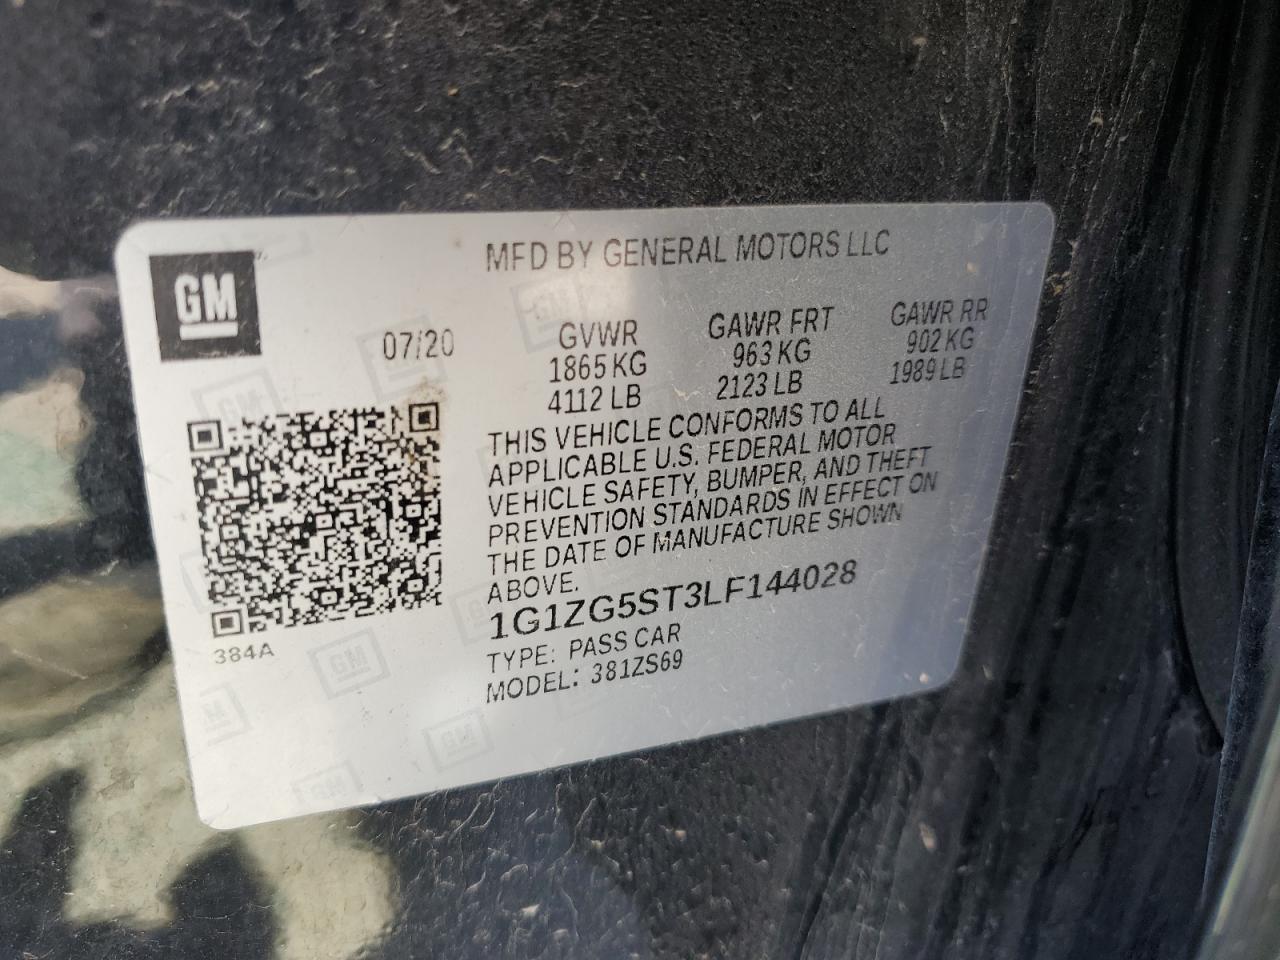 GM
MFD BY GENERAL MOTORS LLC
07/20
GVWR GAWR FRT GAWR RR
1865 KG 963 KG 902 KG
4112 LB 2123 LB 1989 LB
THIS VEHICLE CONFORMS TO ALL
APPLICABLE U.S. FEDERAL MOTOR
VEHICLE SAFETY, BUMPER, AND THEFT
PREVENTION STANDARDS IN EFFECT ON
THE DATE OF MANUFACTURE SHOWN
ABOVE.
1G1ZG5ST3LF144028
TYPE: PASS CAR
MODEL: 381ZS69
384A